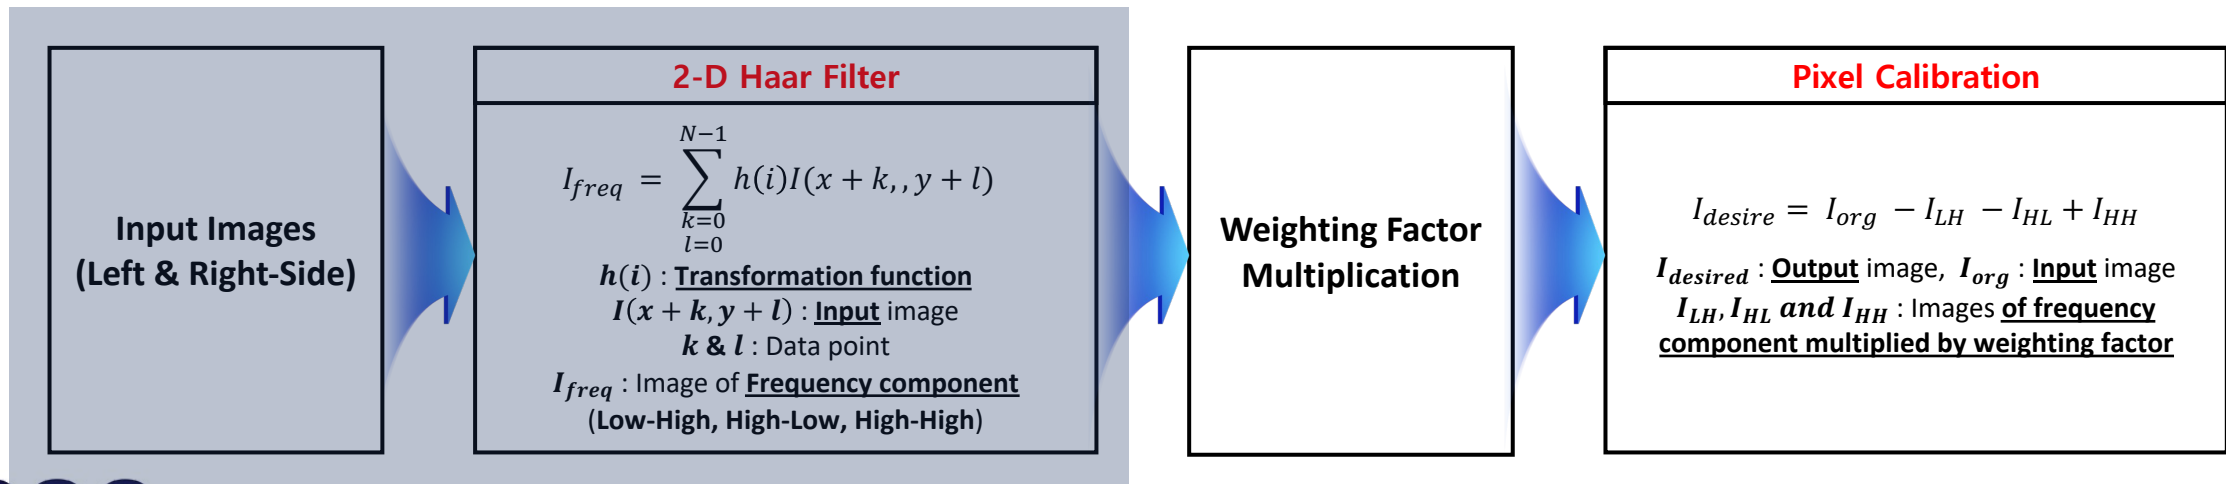 Input Images
(Left & Right-Side)
2-D Haar Filter
N−1
I_freq = ∑ h(i)I(x + k, , y + l)
k=0
l=0
h(i) : Transformation function
I(x + k, y + l) : Input image
k & l : Data point
I_freq : Image of Frequency component
(Low-High, High-Low, High-High)
Weighting Factor
Multiplication
Pixel Calibration
I_desire = I_org − I_LH − I_HL + I_HH
I_desired : Output image, I_org : Input image
I_LH, I_HL and I_HH : Images of frequency
component multiplied by weighting factor